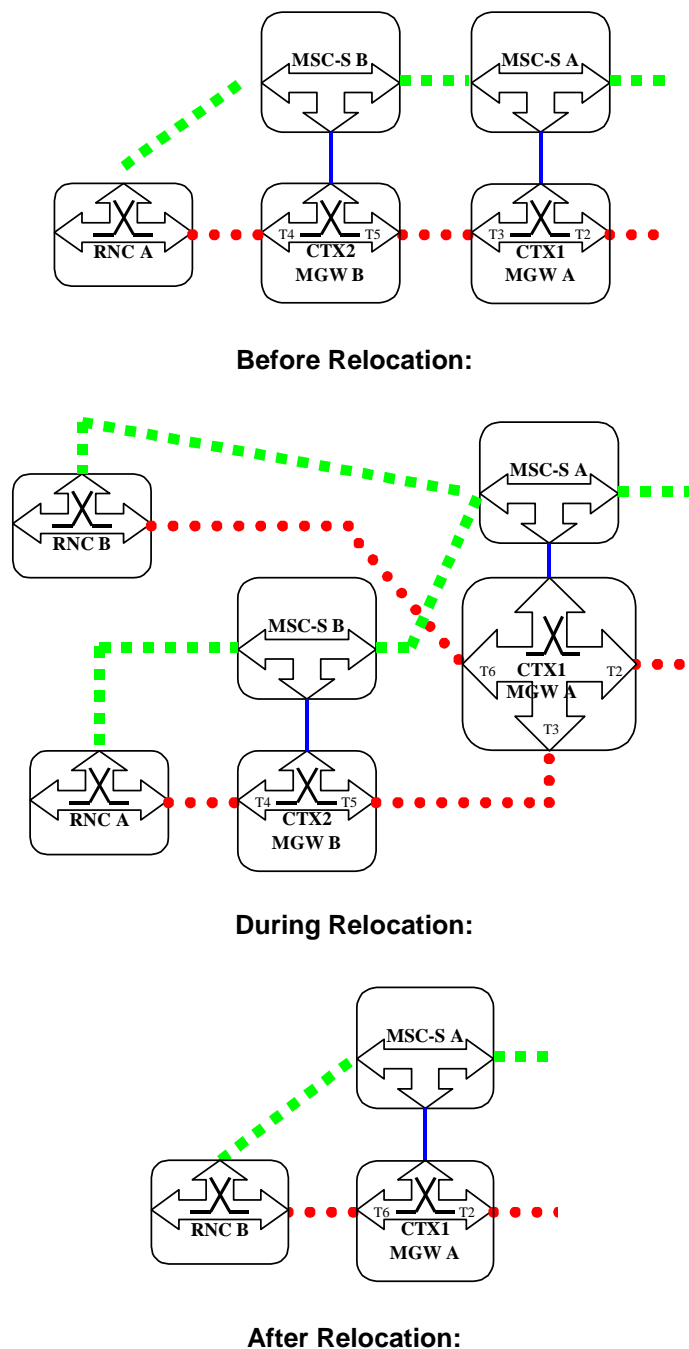 MSC-S B
MSC-S A
T4
T5
T3
T2
RNC A
CTX2
MGW B
CTX1
MGW A
Before Relocation:
MSC-S A
RNC B
MSC-S B
T6
CTX1
T2
MGW A
T3
RNC A
T4
T5
CTX2
MGW B
During Relocation:
MSC-S A
RNC B
T6
T2
CTX1
MGW A
After Relocation: